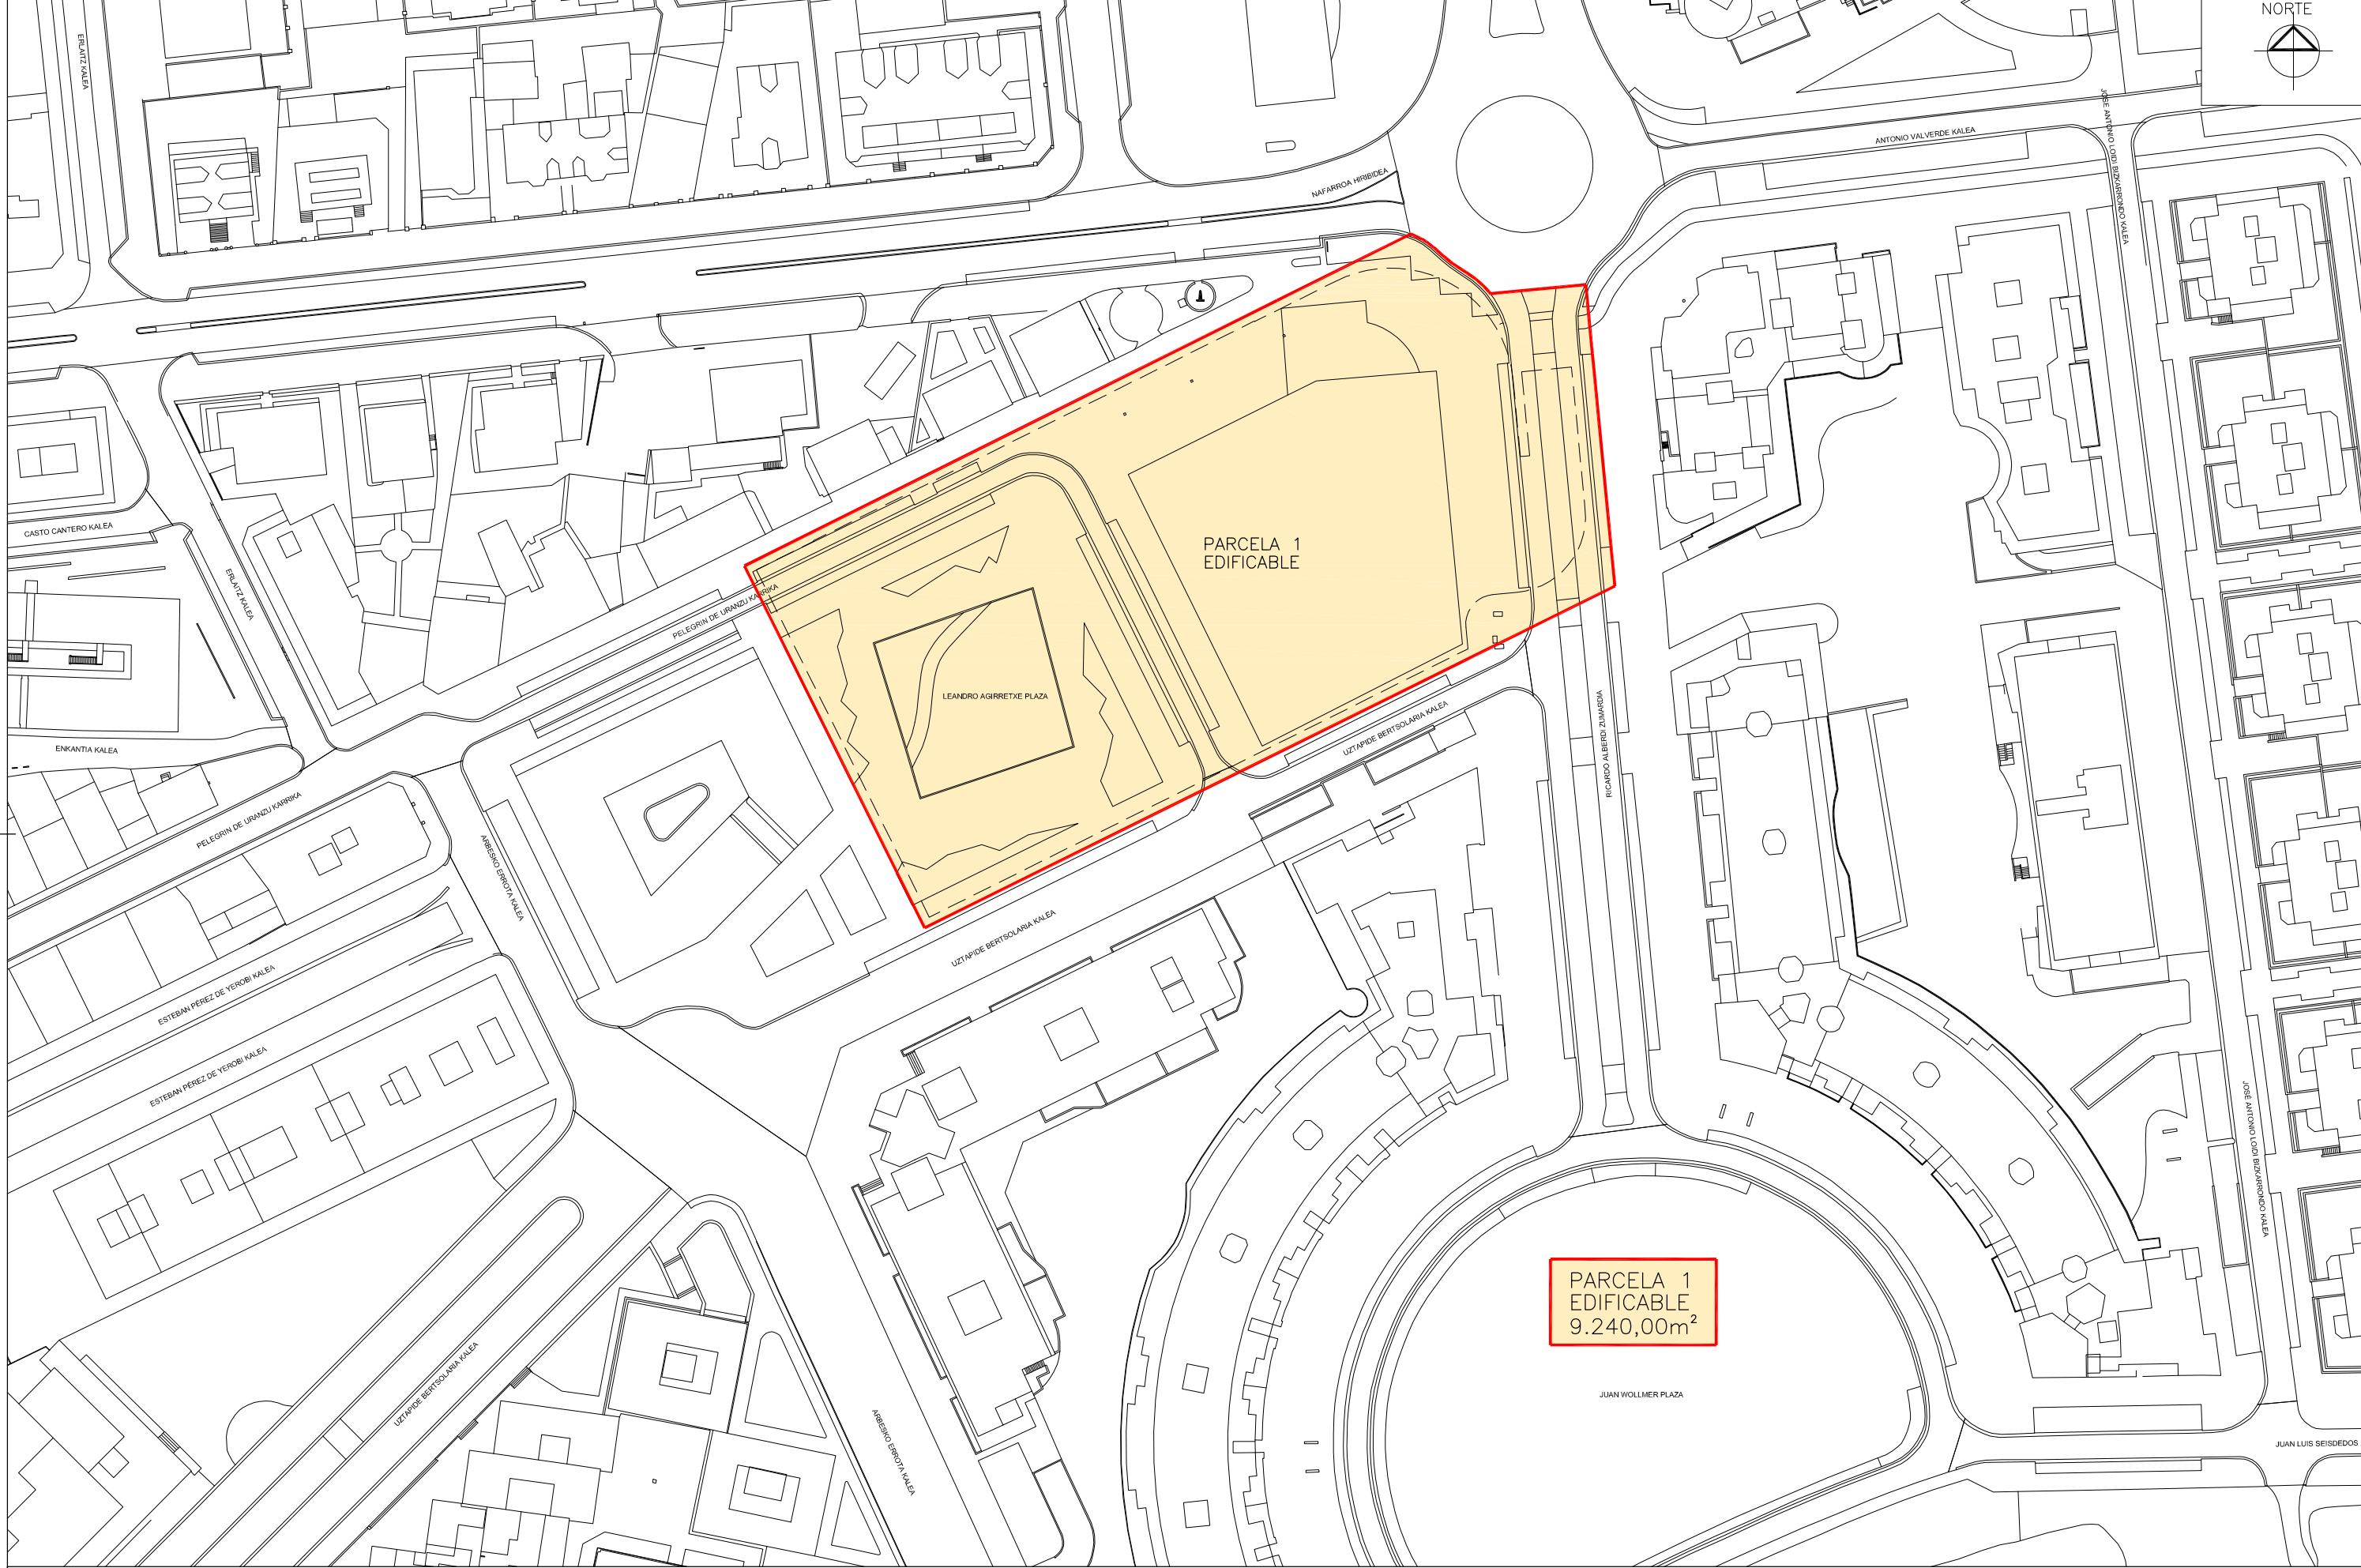 NORTE
ERLAITZ KALEA
JOSE ANTONIO LOIDI BIZKARRONDO KALEA
ANTONIO VALVERDE KALEA
NAFARROA HIRIBIDEA
CASTO CANTERO KALEA
ERLAITZ KALEA
PELEGRIN DE URANZU KARRIKA
PARCELA 1
EDIFICABLE
LEANDRO AGIRRETXE PLAZA
ENKANTIA KALEA
UZTAPIDE BERTSOLARIA KALEA
RICARDO ALBERDI ZUMARDIA
PELEGRIN DE URANZU KARRIKA
ARBESKO ERROTA KALEA
UZTAPIDE BERTSOLARIA KALEA
ESTEBAN PÉREZ DE YEROBI KALEA
ESTEBAN PÉREZ DE YEROBI KALEA
JOSÉ ANTONIO LOIDI BIZKARRONDO KALEA
PARCELA 1
EDIFICABLE
9.240,00m²
UZTAPIDE BERTSOLARIA KALEA
JUAN WOLLMER PLAZA
ARBESKO ERROTA KALEA
JUAN LUIS SEISDEDOS